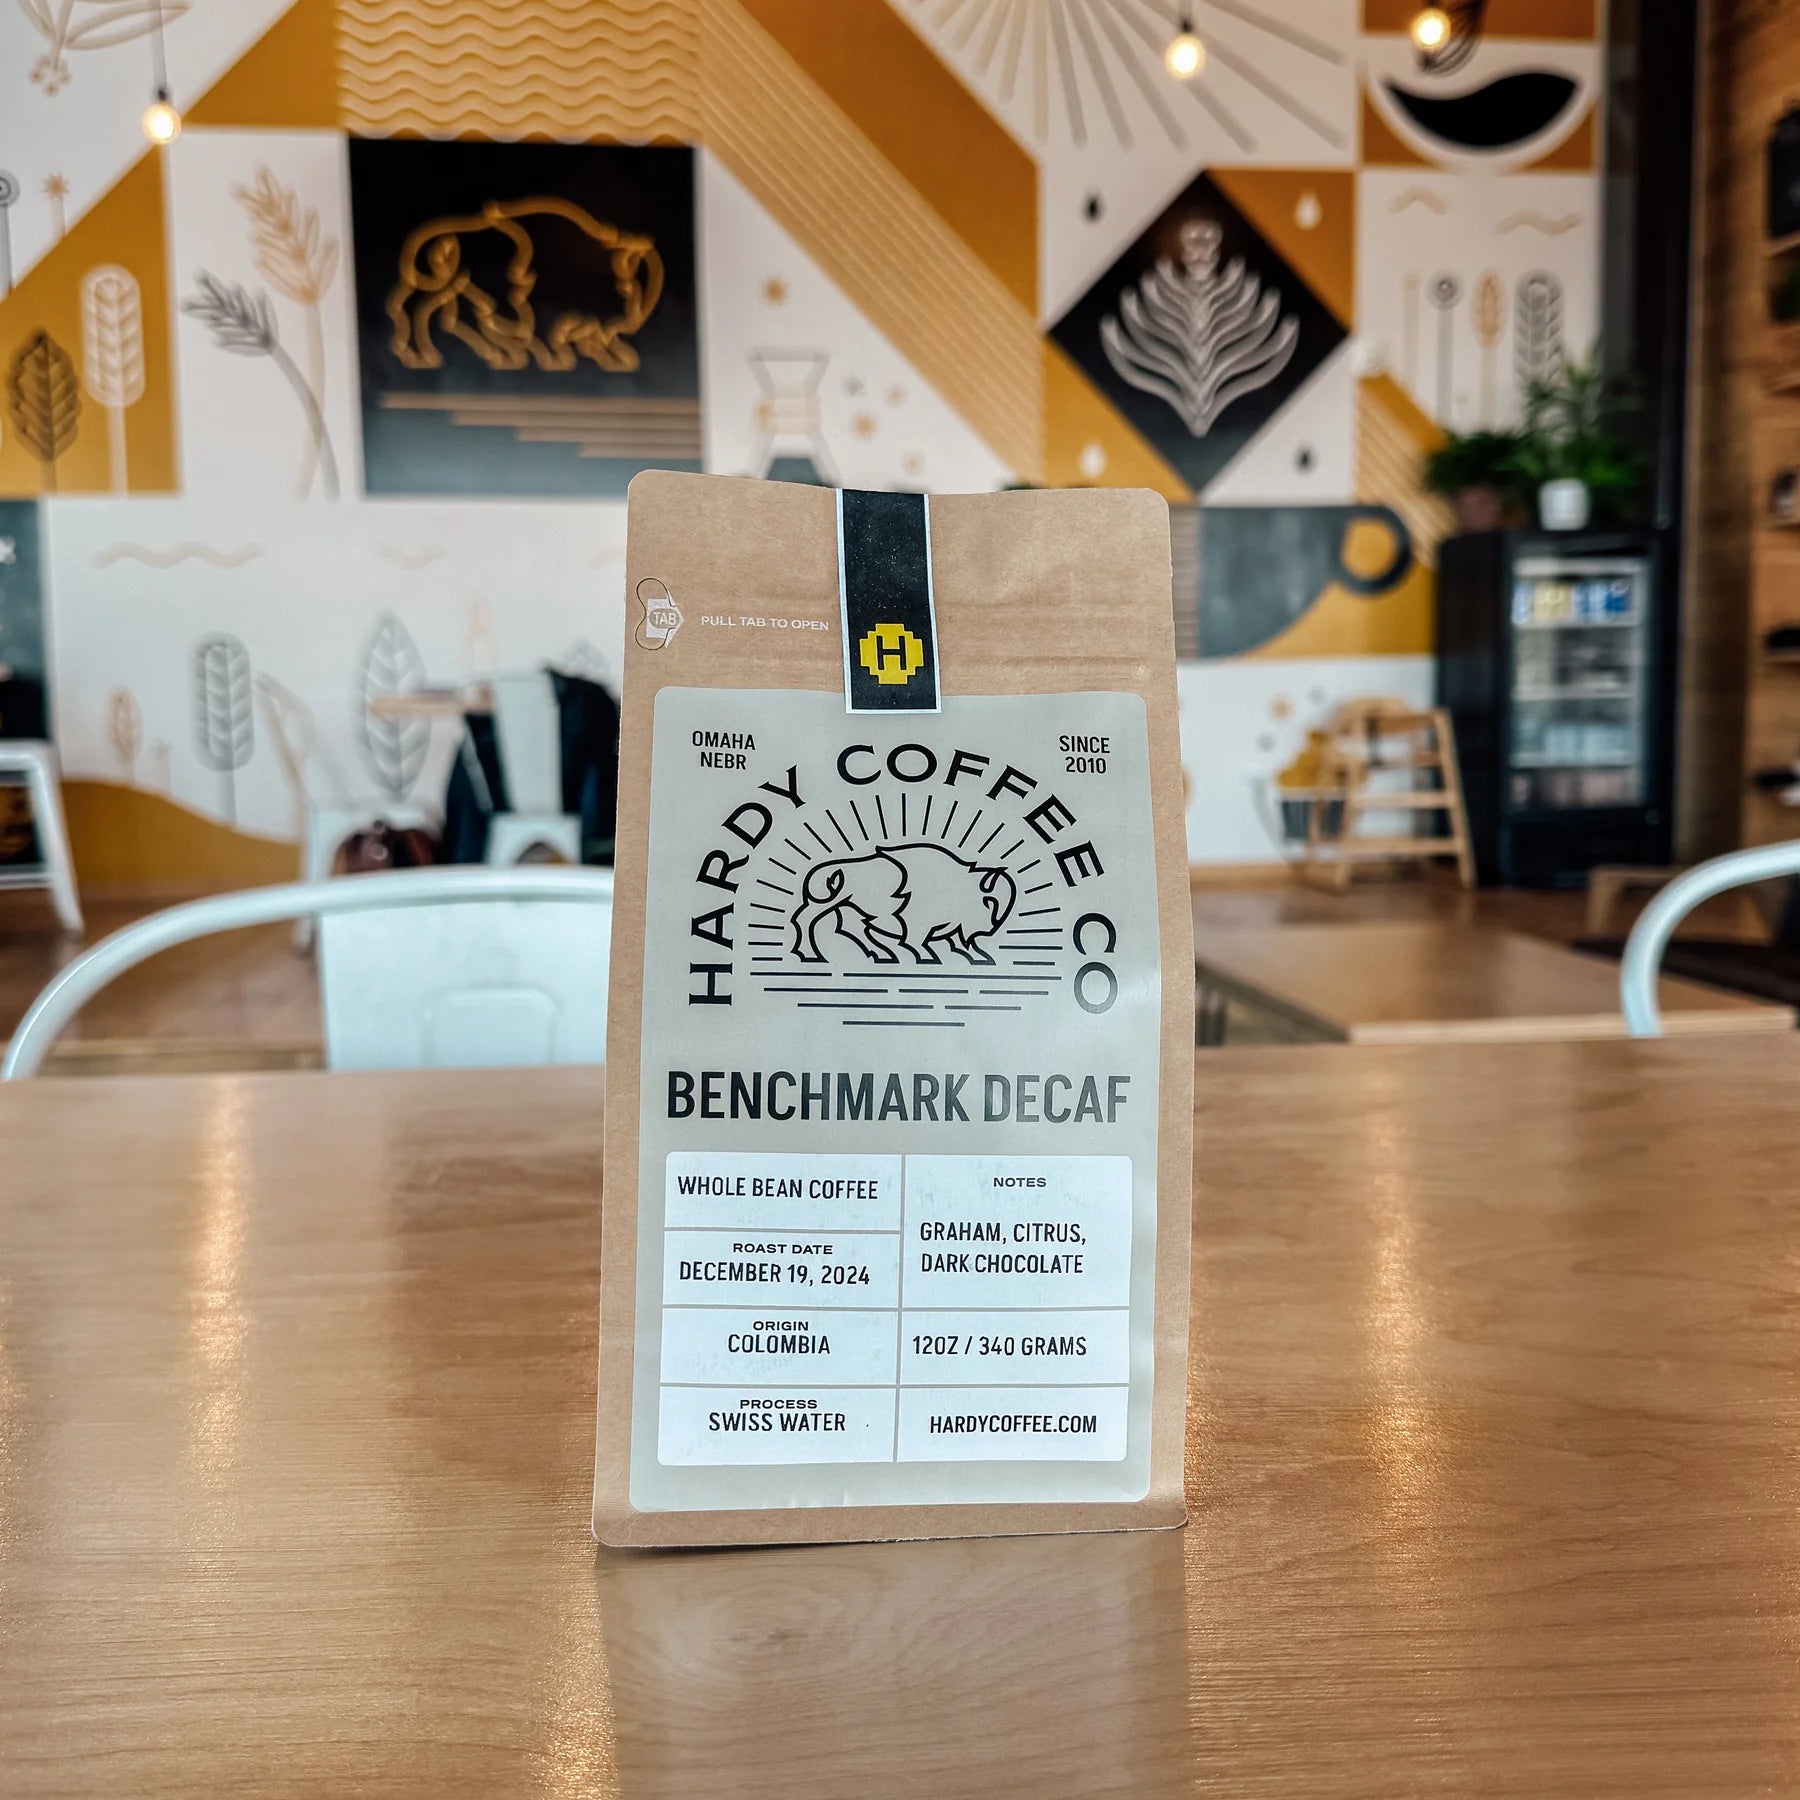 TAB
PULL TAB TO OPEN
H
OMAHA
NEBR
SINCE
2010
HARDY COFFEE CO
BENCHMARK DECAF
WHOLE BEAN COFFEE
ROAST DATE
DECEMBER 19, 2024
ORIGIN
COLOMBIA
PROCESS
SWISS WATER
NOTES
GRAHAM, CITRUS,
DARK CHOCOLATE
12OZ / 340 GRAMS
HARDYCOFFEE.COM